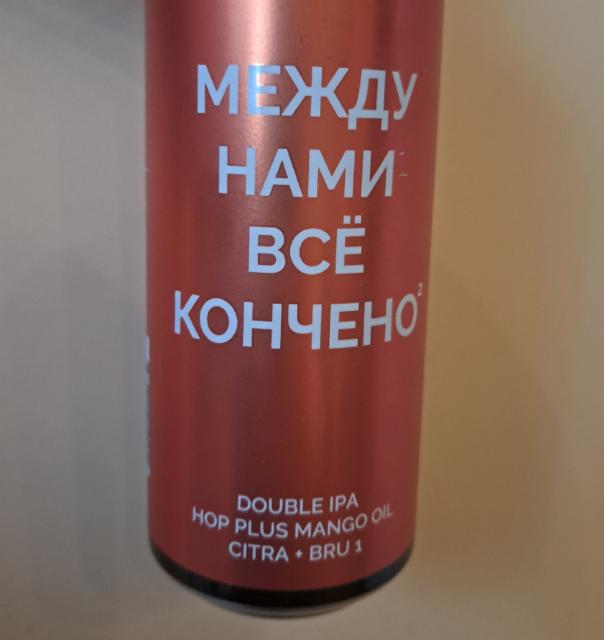 МЕЖДУ
НАМИ
ВСЁ
КОНЧЕНО²
DOUBLE IPA
HOP PLUS MANGO OIL
CITRA + BRU 1